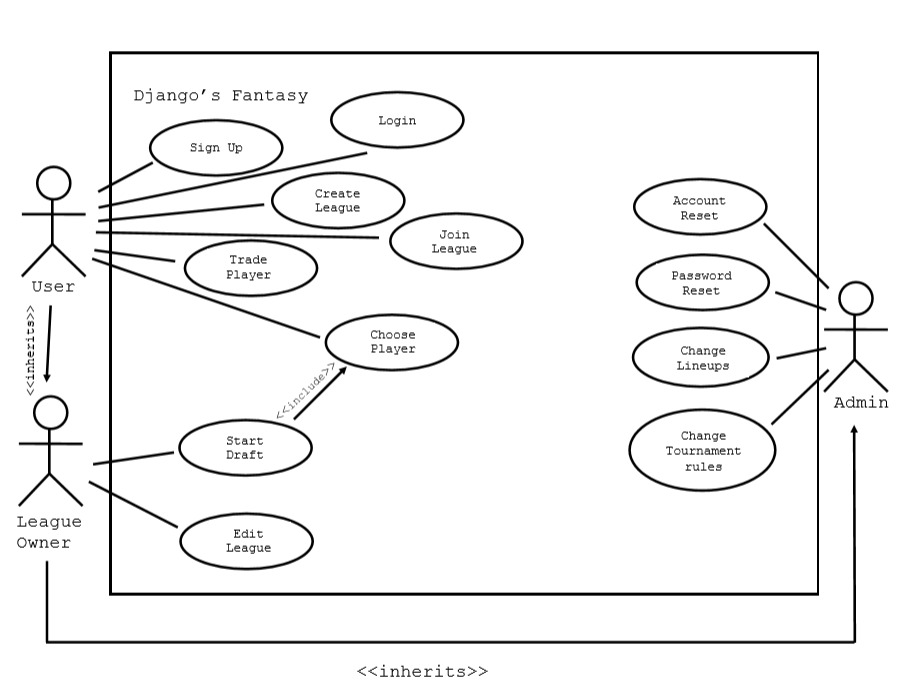 Django's Fantasy
Login
Sign Up
Create
League
Join
League
Trade
Player
User
<<inherits>>
Choose
Player
<<include>>
Start
Draft
League
Owner
Edit
League
Account
Reset
Password
Reset
Change
Lineups
Change
Tournament
rules
Admin
<<inherits>>